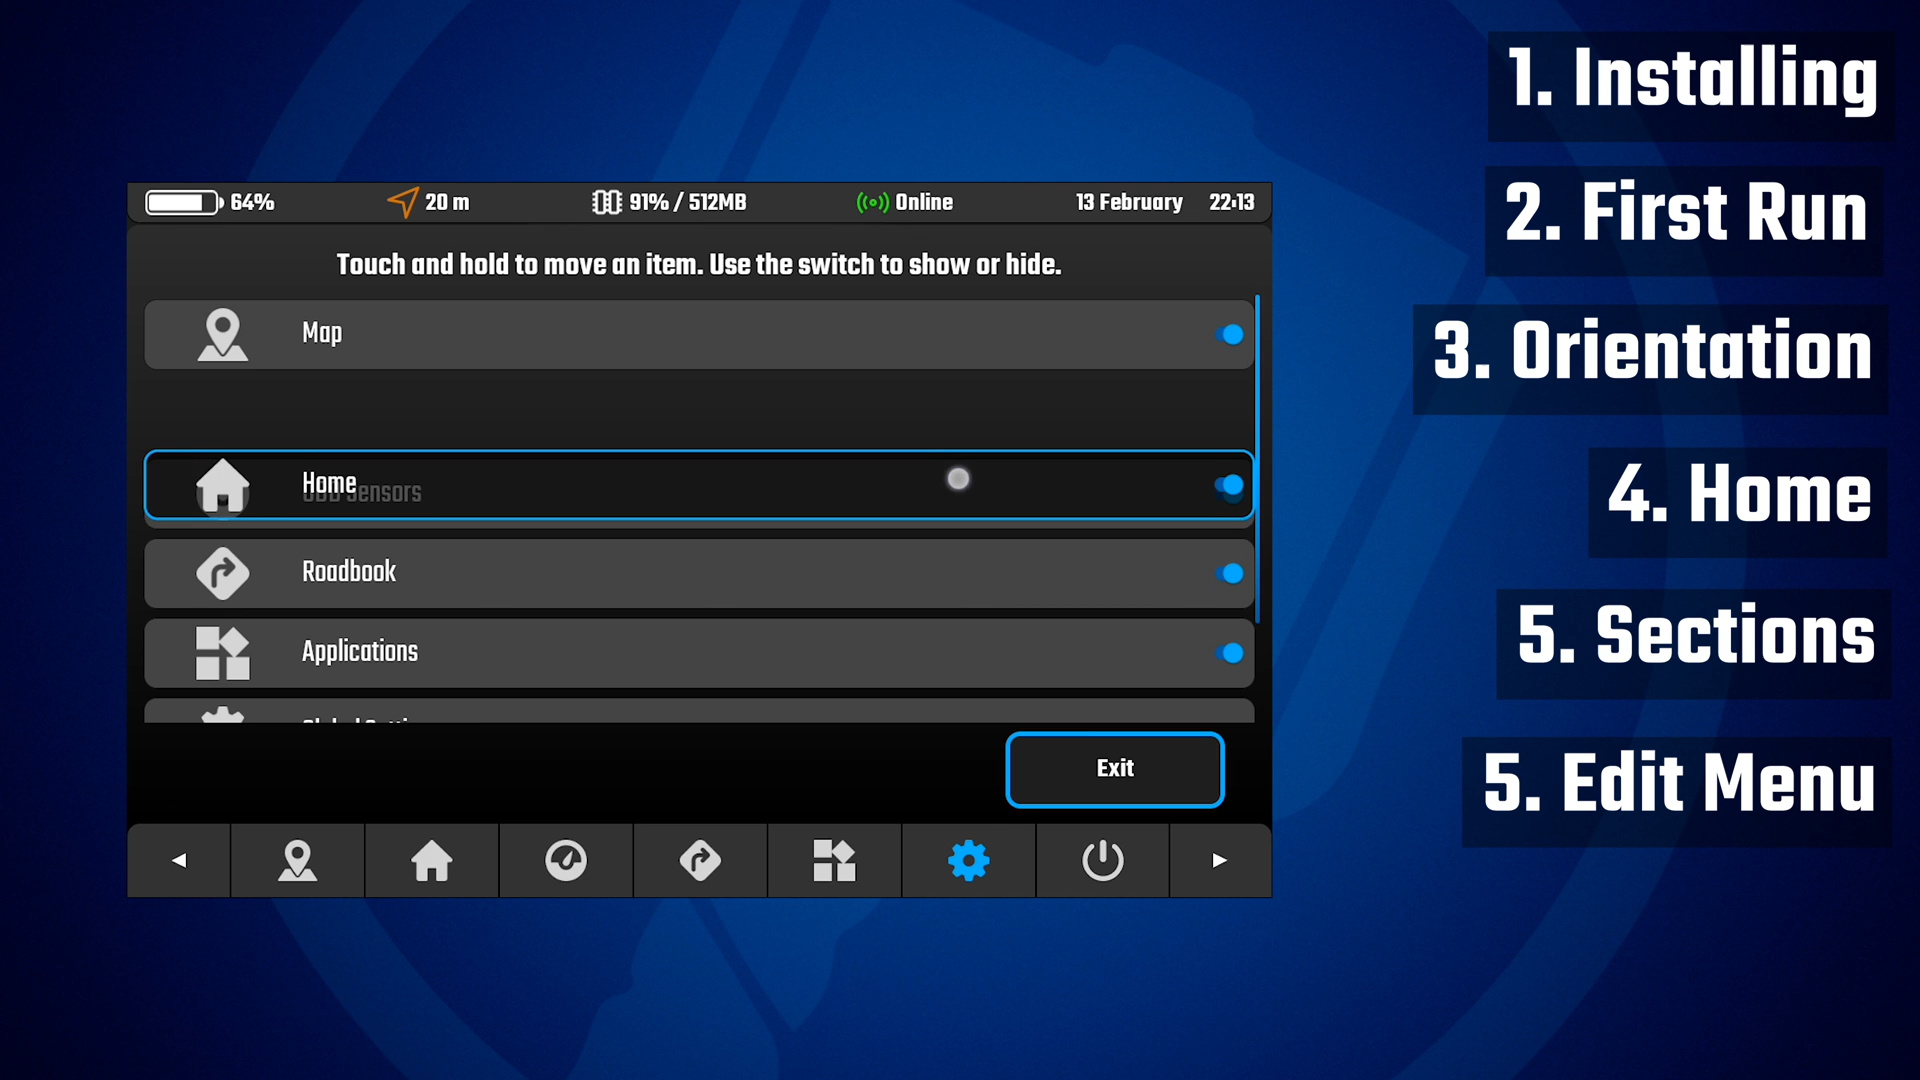 64%
20 m
91% / 512MB
Online
13 February
22:13
Touch and hold to move an item. Use the switch to show or hide.
Map
Home
Sensors
Roadbook
Applications
Exit
1. Installing
2. First Run
3. Orientation
4. Home
5. Sections
5. Edit Menu